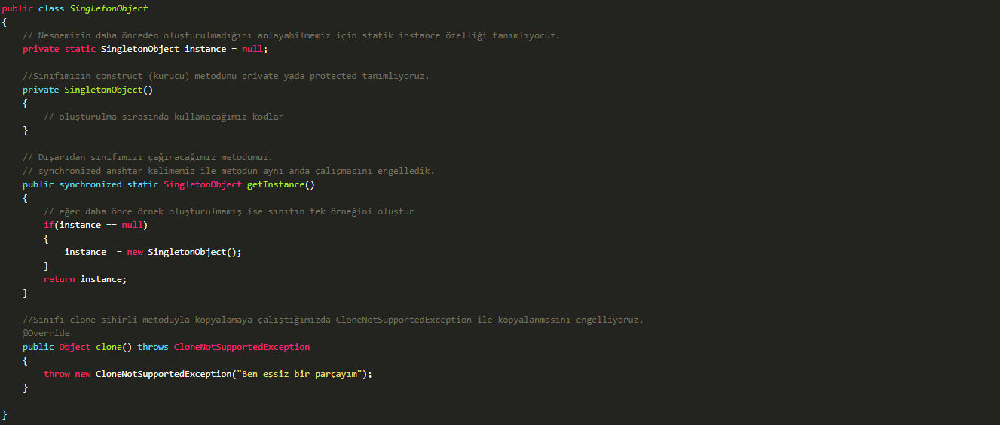 public class SingletonObject
{
// Nesnemizin daha önceden oluşturulmadığını anlayabilmemiz için statik instance özelliği tanımlıyoruz.
private static SingletonObject instance = null;
//Sınıfımızın construct (kurucu) metodunu private yada protected tanımlıyoruz.
private SingletonObject()
{
// oluşturulma sırasında kullanacağımız kodlar
}
// Dışarıdan sınıfımızı çağıracağımız metodumuz.
// synchronized anahtar kelimemiz ile metodun aynı anda çalışmasını engelledik.
public synchronized static SingletonObject getInstance()
{
// eğer daha önce örnek oluşturulmamış ise sınıfın tek örneğini oluştur
if(instance == null)
{
instance  = new SingletonObject();
}
return instance;
}
//Sınıfı clone sihirli metoduyla kopyalamaya çalıştığımızda CloneNotSupportedException ile kopyalanmasını engelliyoruz.
@Override
public Object clone() throws CloneNotSupportedException
{
throw new CloneNotSupportedException("Ben eşsiz bir parçayım");
}
}